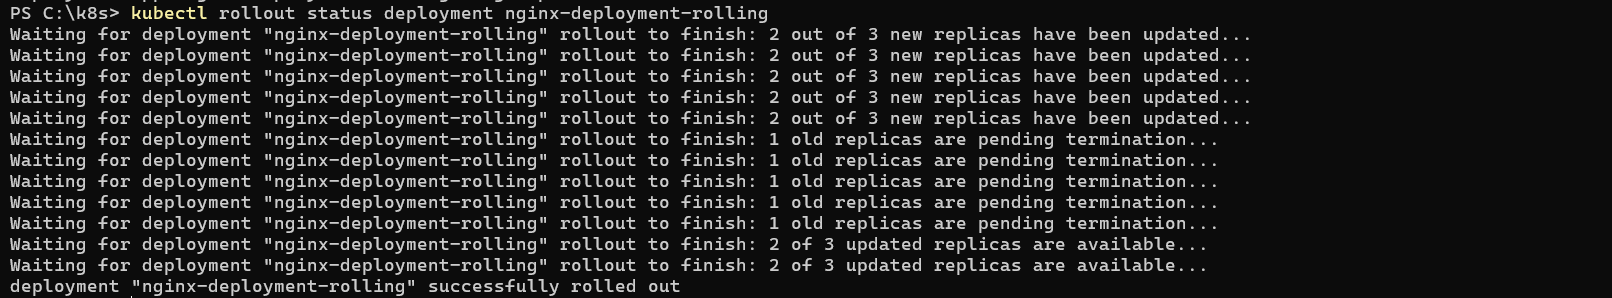 PS C:\k8s> kubectl rollout status deployment nginx-deployment-rolling
Waiting for deployment "nginx-deployment-rolling" rollout to finish: 2 out of 3 new replicas have been updated...
Waiting for deployment "nginx-deployment-rolling" rollout to finish: 2 out of 3 new replicas have been updated...
Waiting for deployment "nginx-deployment-rolling" rollout to finish: 2 out of 3 new replicas have been updated...
Waiting for deployment "nginx-deployment-rolling" rollout to finish: 2 out of 3 new replicas have been updated...
Waiting for deployment "nginx-deployment-rolling" rollout to finish: 2 out of 3 new replicas have been updated...
Waiting for deployment "nginx-deployment-rolling" rollout to finish: 1 old replicas are pending termination...
Waiting for deployment "nginx-deployment-rolling" rollout to finish: 1 old replicas are pending termination...
Waiting for deployment "nginx-deployment-rolling" rollout to finish: 1 old replicas are pending termination...
Waiting for deployment "nginx-deployment-rolling" rollout to finish: 1 old replicas are pending termination...
Waiting for deployment "nginx-deployment-rolling" rollout to finish: 1 old replicas are pending termination...
Waiting for deployment "nginx-deployment-rolling" rollout to finish: 2 of 3 updated replicas are available...
Waiting for deployment "nginx-deployment-rolling" rollout to finish: 2 of 3 updated replicas are available...
deployment "nginx-deployment-rolling" successfully rolled out